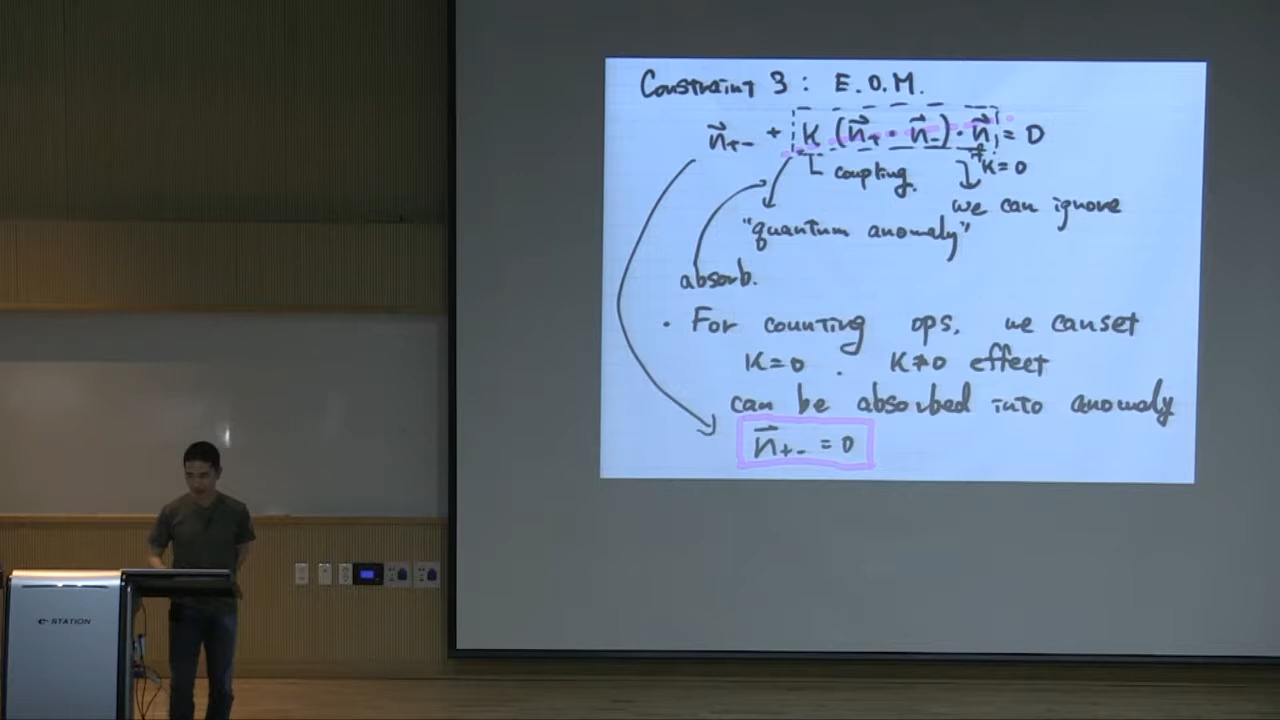 Constraint 3 : E.O.M.
n⃗₊₋ + K (n⃗₊ · n⃗₋) · n⃗ = 0
coupling.
K = 0
we can ignore
"quantum anomaly"
absorb.
· For counting ops, we can set
K = 0 . K ≠ 0 effect
can be absorbed into anomaly
n⃗₊₋ = 0
e-STATION